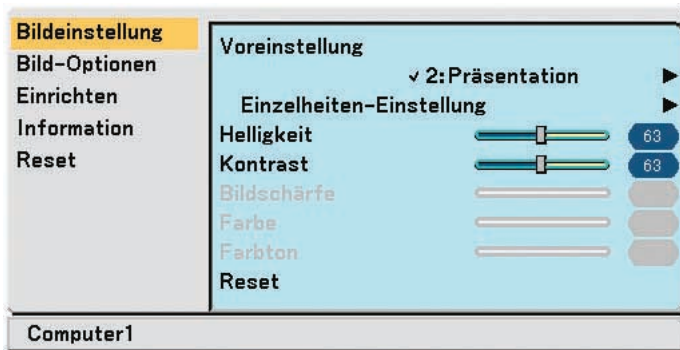 Bildeinstellung
Bild-Optionen
Einrichten
Information
Reset
Voreinstellung
✓ 2:Präsentation ▶
Einzelheiten-Einstellung ▶
Helligkeit 63
Kontrast 63
Bildschärfe
Farbe
Farbton
Reset
Computer1